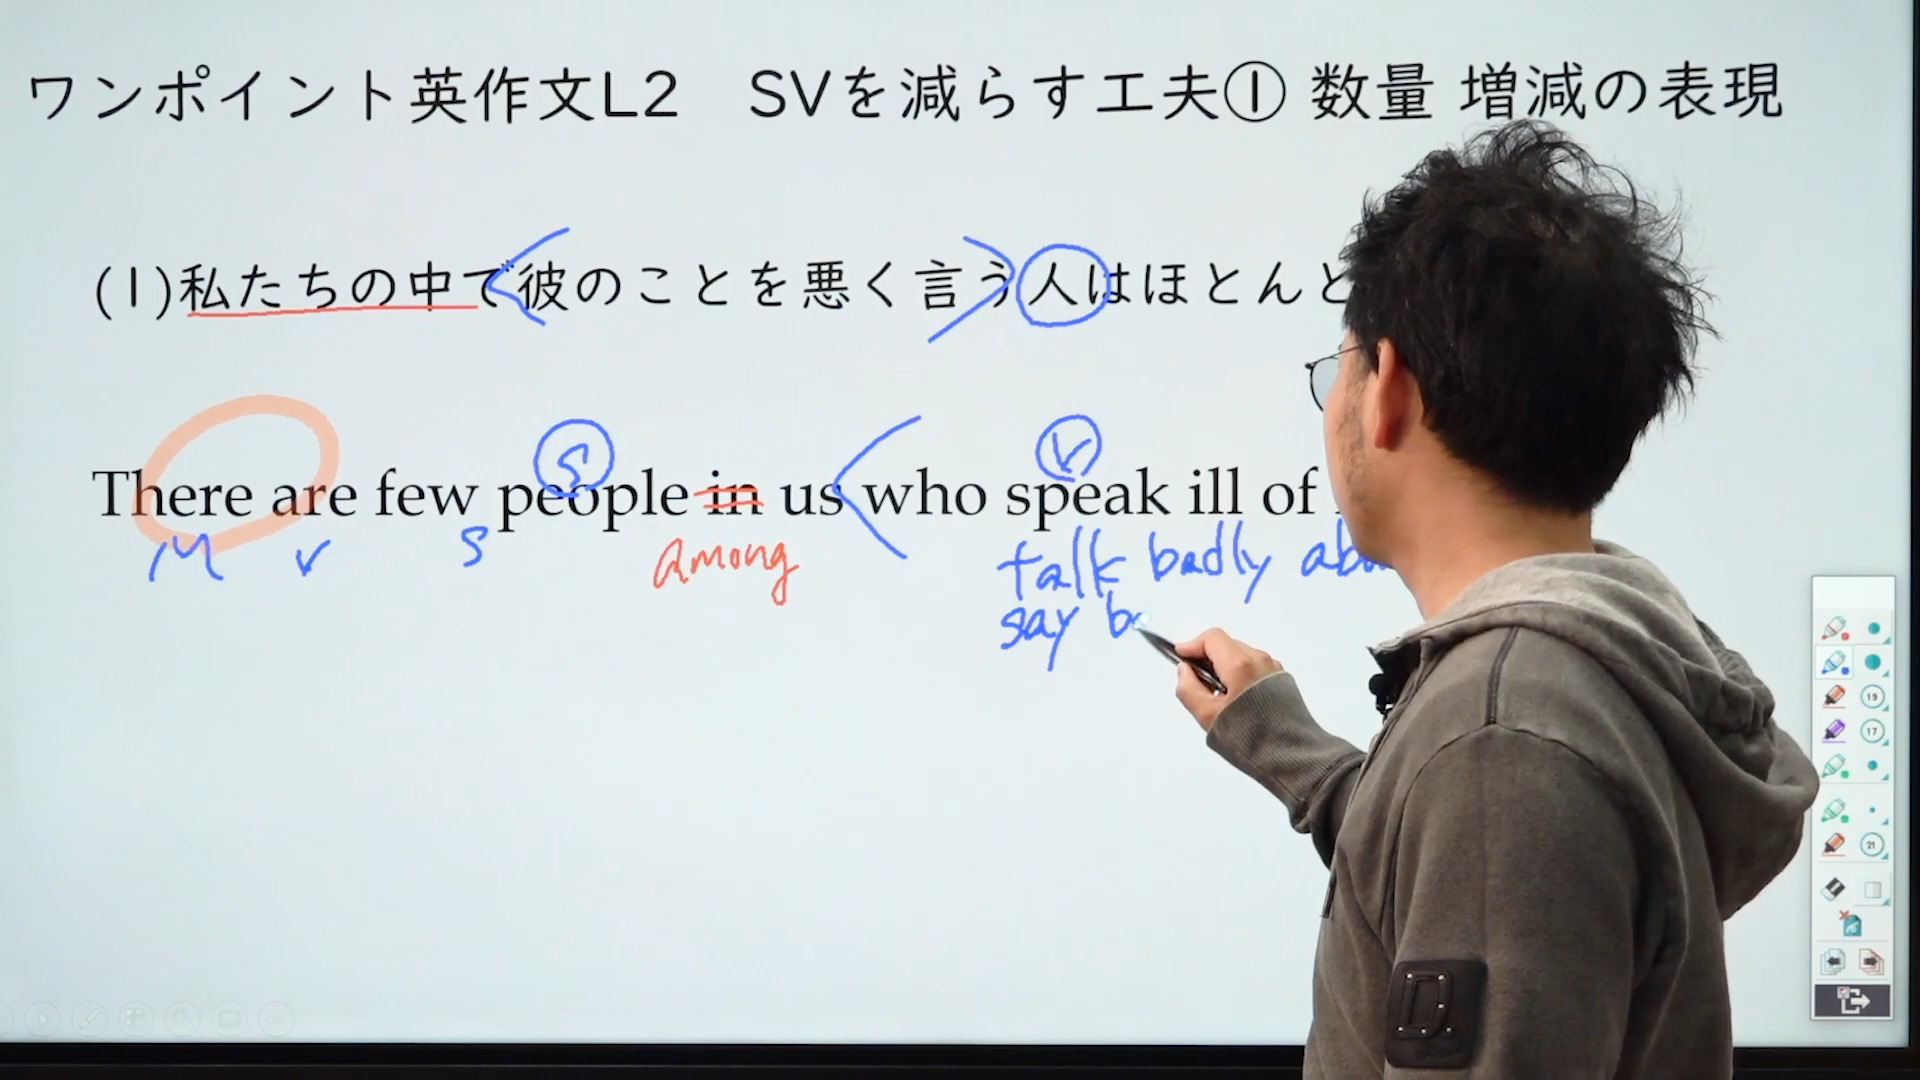 ワンポイント英作文L2 SVを減らす工夫① 数量 増減の表現
(1)私たちの中で彼のことを悪く言う人はほとんど
S V
There are few people in us who speak ill of
M V S among talk badly
say
19
17
21
D